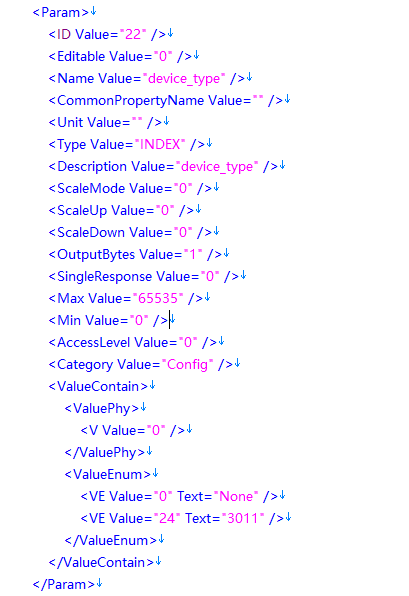 <Param>↓
<ID Value="22" />↓
<Editable Value="0" />↓
<Name Value="device_type" />↓
<CommonPropertyName Value="" />↓
<Unit Value="" />↓
<Type Value="INDEX" />↓
<Description Value="device_type" />↓
<ScaleMode Value="0" />↓
<ScaleUp Value="0" />↓
<ScaleDown Value="0" />↓
<OutputBytes Value="1" />↓
<SingleResponse Value="0" />↓
<Max Value="65535" />↓
<Min Value="0" />↓
<AccessLevel Value="0" />↓
<Category Value="Config" />↓
<ValueContain>↓
<ValuePhy>↓
<V Value="0" />↓
</ValuePhy>↓
<ValueEnum>↓
<VE Value="0" Text="None" />↓
<VE Value="24" Text="3011" />↓
</ValueEnum>↓
</ValueContain>↓
</Param>↓